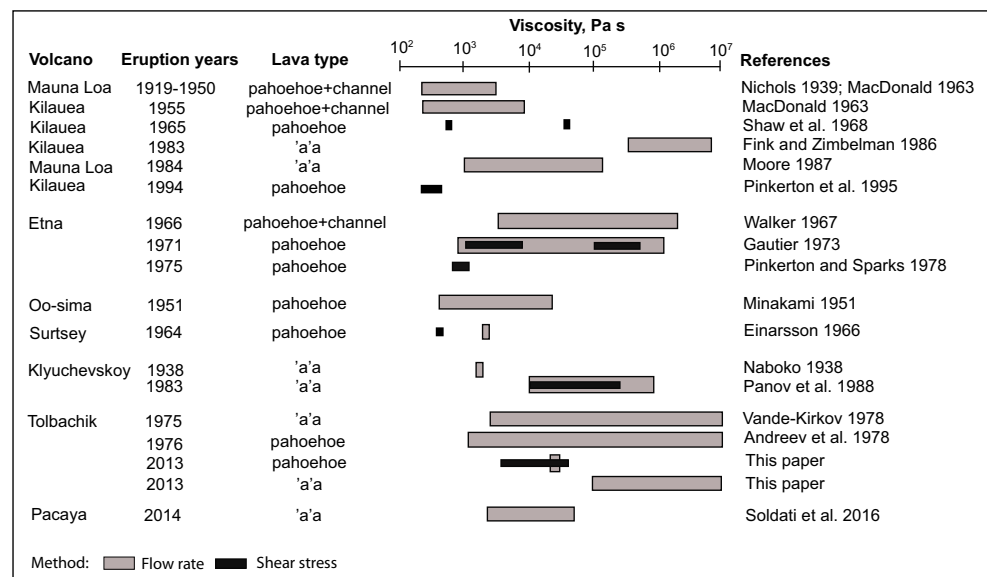 Viscosity, Pa s
10² 10³ 10⁴ 10⁵ 10⁶ 10⁷
Volcano Eruption years Lava type References
Mauna Loa 1919-1950 pahoehoe+channel Nichols 1939; MacDonald 1963
Kilauea 1955 pahoehoe+channel MacDonald 1963
Kilauea 1965 pahoehoe Shaw et al. 1968
Kilauea 1983 'a'a Fink and Zimbelman 1986
Mauna Loa 1984 'a'a Moore 1987
Kilauea 1994 pahoehoe Pinkerton et al. 1995
Etna 1966 pahoehoe+channel Walker 1967
1971 pahoehoe Gautier 1973
1975 pahoehoe Pinkerton and Sparks 1978
Oo-sima 1951 pahoehoe Minakami 1951
Surtsey 1964 pahoehoe Einarsson 1966
Klyuchevskoy 1938 'a'a Naboko 1938
1983 'a'a Panov et al. 1988
Tolbachik 1975 'a'a Vande-Kirkov 1978
1976 pahoehoe Andreev et al. 1978
2013 pahoehoe This paper
2013 'a'a This paper
Pacaya 2014 'a'a Soldati et al. 2016
Method: Flow rate Shear stress